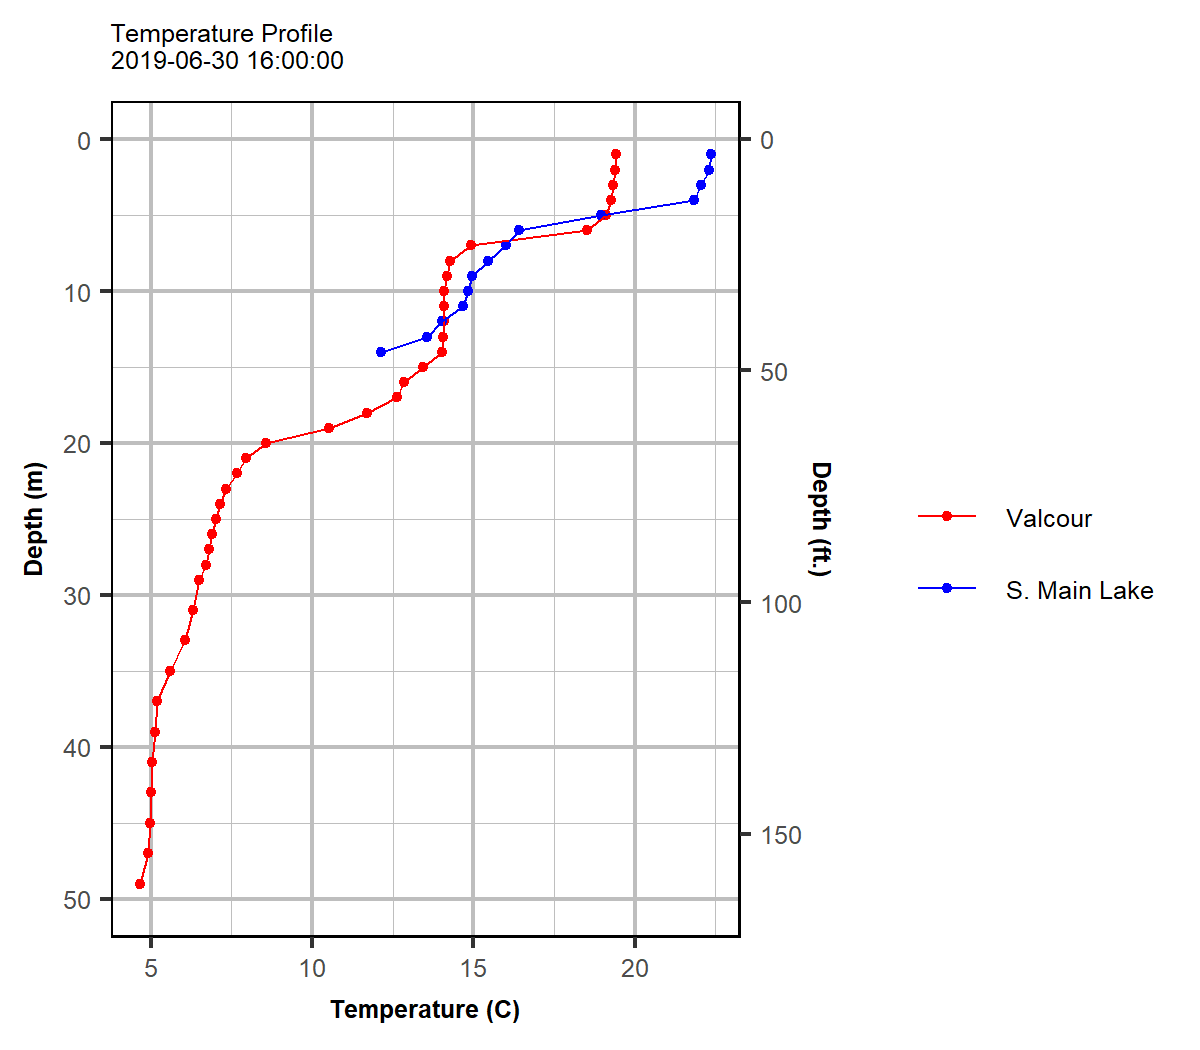 Temperature Profile
2019-06-30 16:00:00
0
10
20
30
40
50
Depth (m)
0
50
100
150
Depth (ft.)
5 10 15 20
Temperature (C)
Valcour
S. Main Lake